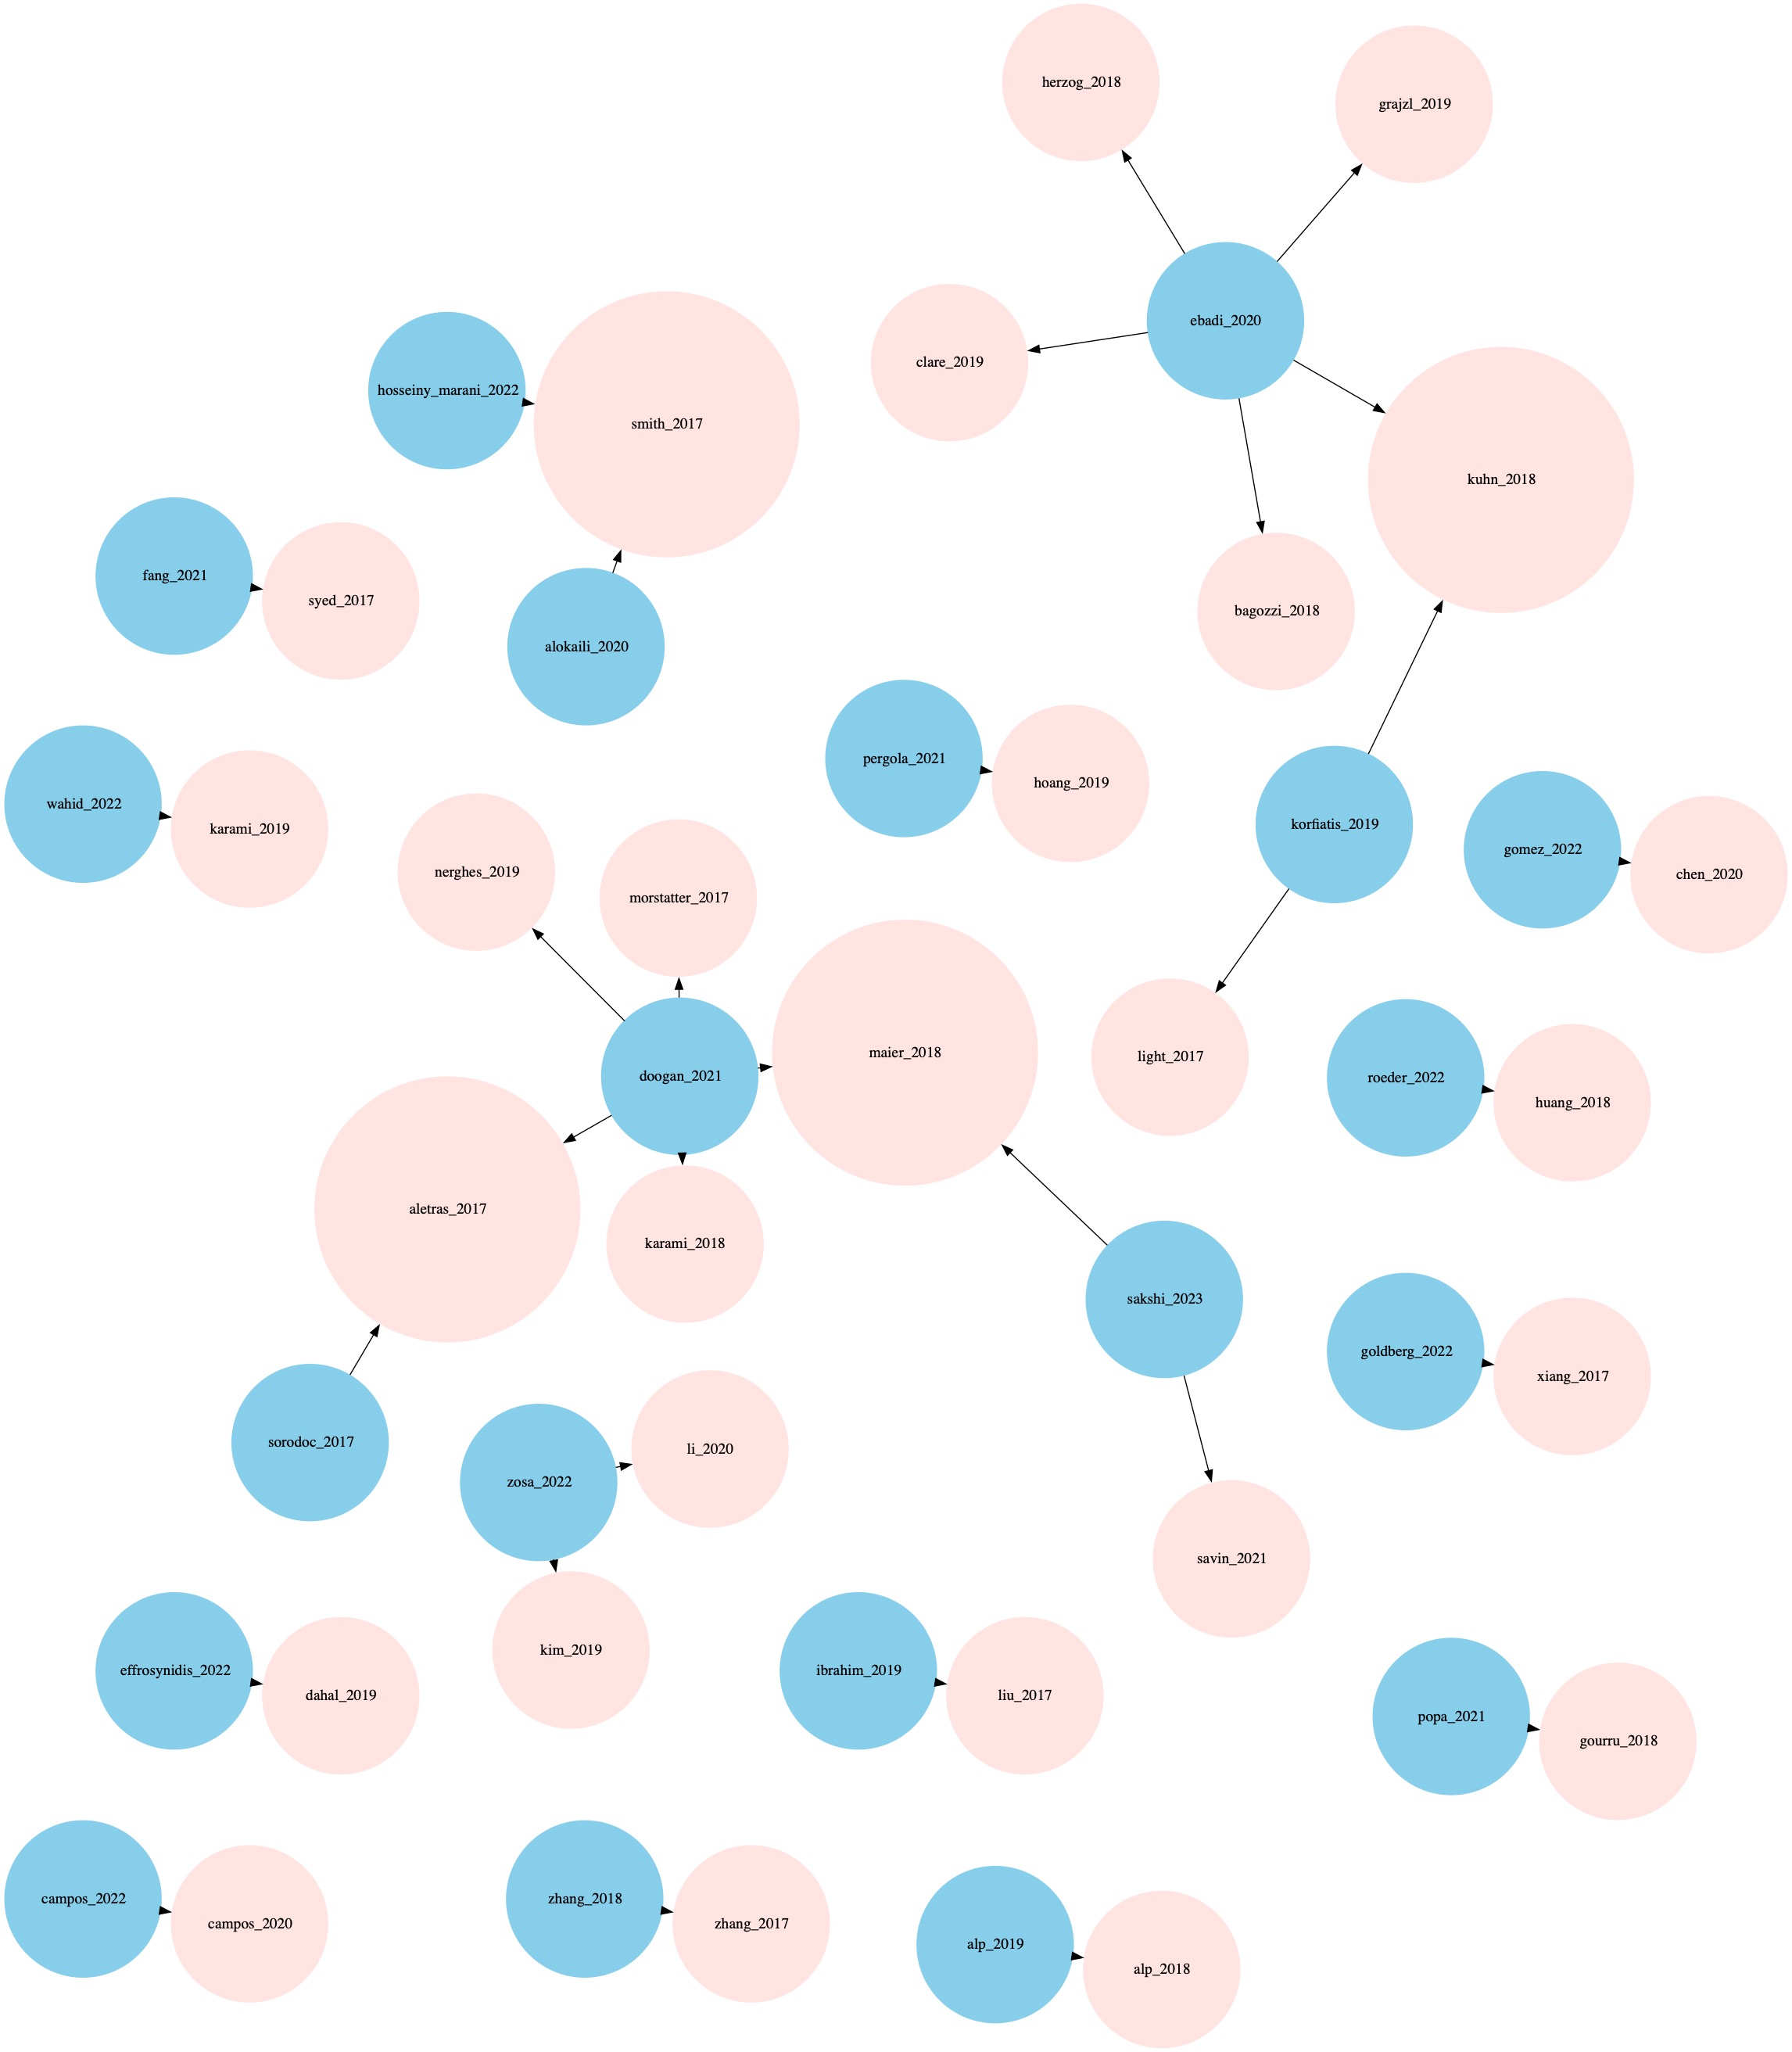 herzog_2018
grajzl_2019
ebadi_2020
clare_2019
hosseiny_marani_2022
smith_2017
kuhn_2018
fang_2021
syed_2017
bagozzi_2018
alokaili_2020
pergola_2021
hoang_2019
wahid_2022
karami_2019
korfiatis_2019
gomez_2022
chen_2020
nerghes_2019
morstatter_2017
maier_2018
light_2017
doogan_2021
roeder_2022
huang_2018
aletras_2017
karami_2018
sakshi_2023
goldberg_2022
xiang_2017
sorodoc_2017
li_2020
zosa_2022
savin_2021
kim_2019
effrosynidis_2022
dahal_2019
ibrahim_2019
liu_2017
popa_2021
gourru_2018
campos_2022
campos_2020
zhang_2018
zhang_2017
alp_2019
alp_2018